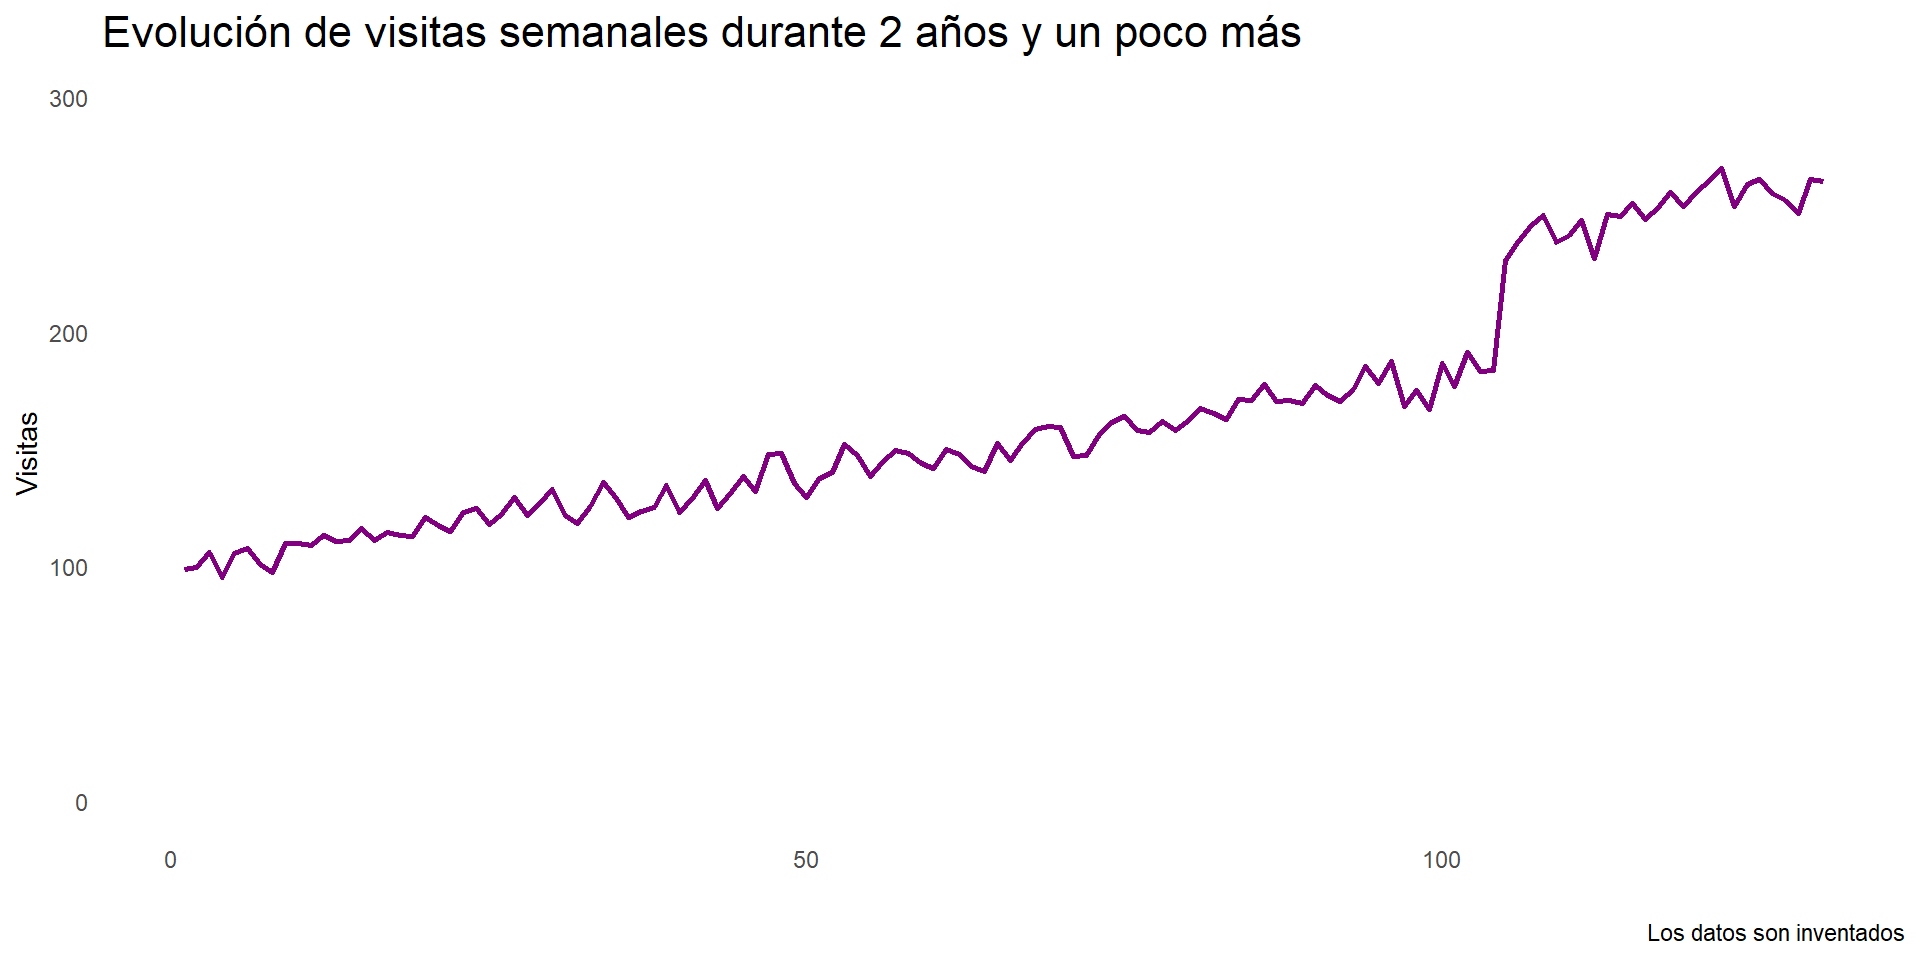 Evolución de visitas semanales durante 2 años y un poco más
300
200
100
0
Visitas
0 50 100
Los datos son inventados